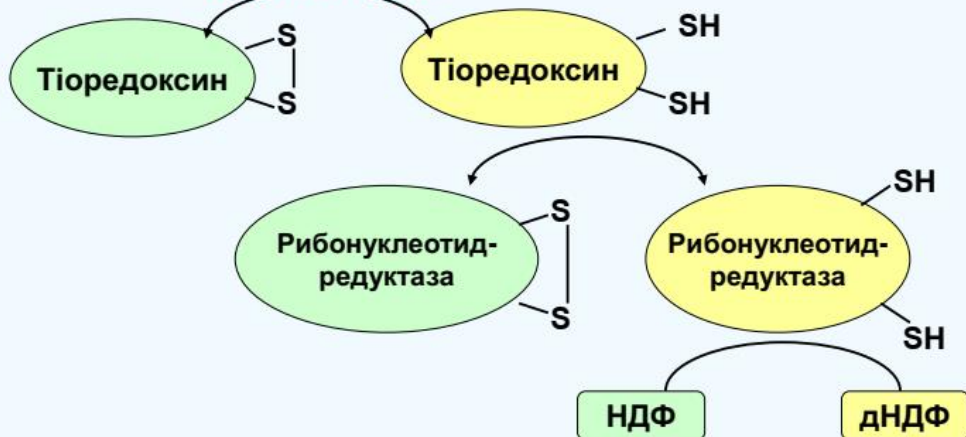 S
SH
Тіоредоксин
Тіоредоксин
S
SH
SH
S
Рибонуклеотид-
редуктаза
Рибонуклеотид-
редуктаза
S
SH
НДФ
дНДФ